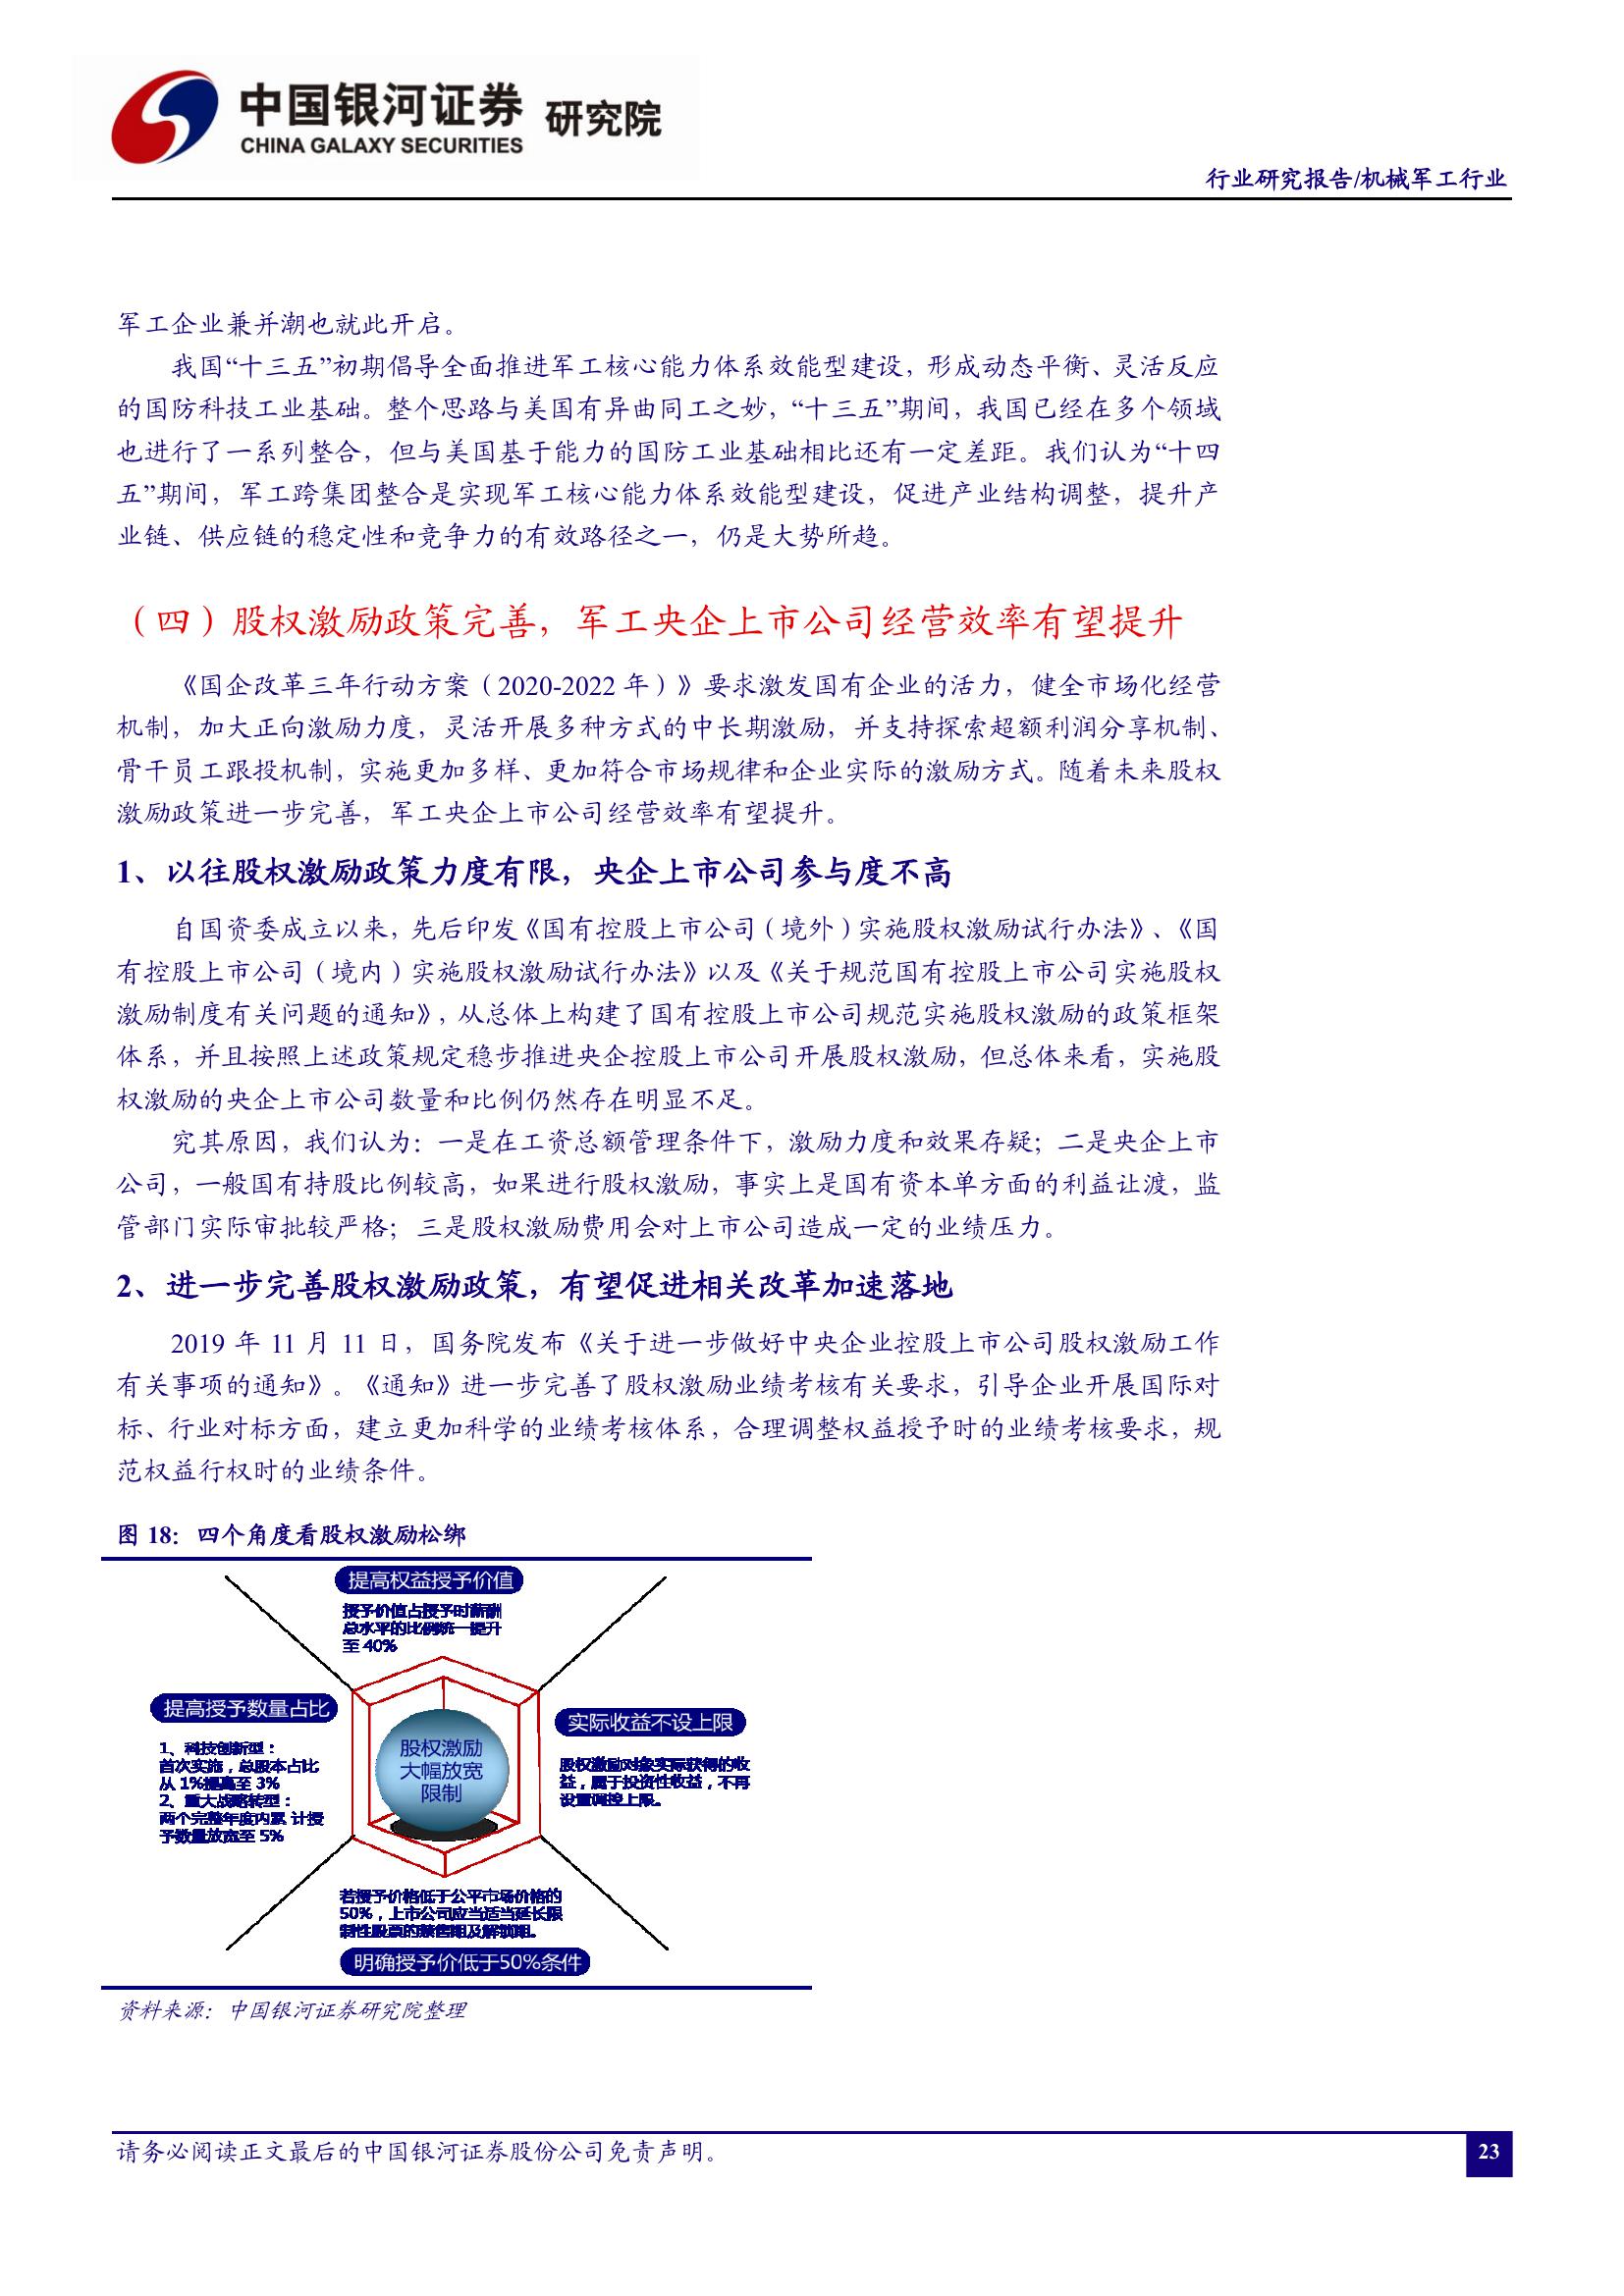 中国银河证券 研究院
CHINA GALAXY SECURITIES
行业研究报告/机械军工行业
军工企业兼并潮也就此开启。
我国“十三五”初期倡导全面推进军工核心能力体系效能型建设，形成动态平衡、灵活反应
的国防科技工业基础。整个思路与美国有异曲同工之妙，“十三五”期间，我国已经在多个领域
也进行了一系列整合，但与美国基于能力的国防工业基础相比还有一定差距。我们认为“十四
五”期间，军工跨集团整合是实现军工核心能力体系效能型建设，促进产业结构调整，提升产
业链、供应链的稳定性和竞争力的有效路径之一，仍是大势所趋。
（四）股权激励政策完善，军工央企上市公司经营效率有望提升
《国企改革三年行动方案（2020-2022 年）》要求激发国有企业的活力，健全市场化经营
机制，加大正向激励力度，灵活开展多种方式的中长期激励，并支持探索超额利润分享机制、
骨干员工跟投机制，实施更加多样、更加符合市场规律和企业实际的激励方式。随着未来股权
激励政策进一步完善，军工央企上市公司经营效率有望提升。
1、以往股权激励政策力度有限，央企上市公司参与度不高
自国资委成立以来，先后印发《国有控股上市公司（境外）实施股权激励试行办法》、《国
有控股上市公司（境内）实施股权激励试行办法》以及《关于规范国有控股上市公司实施股权
激励制度有关问题的通知》，从总体上构建了国有控股上市公司规范实施股权激励的政策框架
体系，并且按照上述政策规定稳步推进央企控股上市公司开展股权激励，但总体来看，实施股
权激励的央企上市公司数量和比例仍然存在明显不足。
究其原因，我们认为：一是在工资总额管理条件下，激励力度和效果存疑；二是央企上市
公司，一般国有持股比例较高，如果进行股权激励，事实上是国有资本单方面的利益让渡，监
管部门实际审批较严格；三是股权激励费用会对上市公司造成一定的业绩压力。
2、进一步完善股权激励政策，有望促进相关改革加速落地
2019 年 11 月 11 日，国务院发布《关于进一步做好中央企业控股上市公司股权激励工作
有关事项的通知》。《通知》进一步完善了股权激励业绩考核有关要求，引导企业开展国际对
标、行业对标方面，建立更加科学的业绩考核体系，合理调整权益授予时的业绩考核要求，规
范权益行权时的业绩条件。
图 18：四个角度看股权激励松绑
提高权益授予价值
授予价值占授予时薪酬
总水平的比例统一提升
至 40%
提高授予数量占比
1、科技创新型：
首次实施，总股本占比
从 1%提高至 3%
2、重大战略转型：
两个完整年度内累计授
予数量放宽至 5%
股权激励
大幅放宽
限制
实际收益不设上限
股权激励对象实际获得的收
益，属于投资性收益，不再
设置调控上限。
若授予价格低于公平市场价格的
50%，上市公司应当适当延长限
制性股票的禁售期及解锁期。
明确授予价低于50%条件
资料来源：中国银河证券研究院整理
请务必阅读正文最后的中国银河证券股份公司免责声明。
23